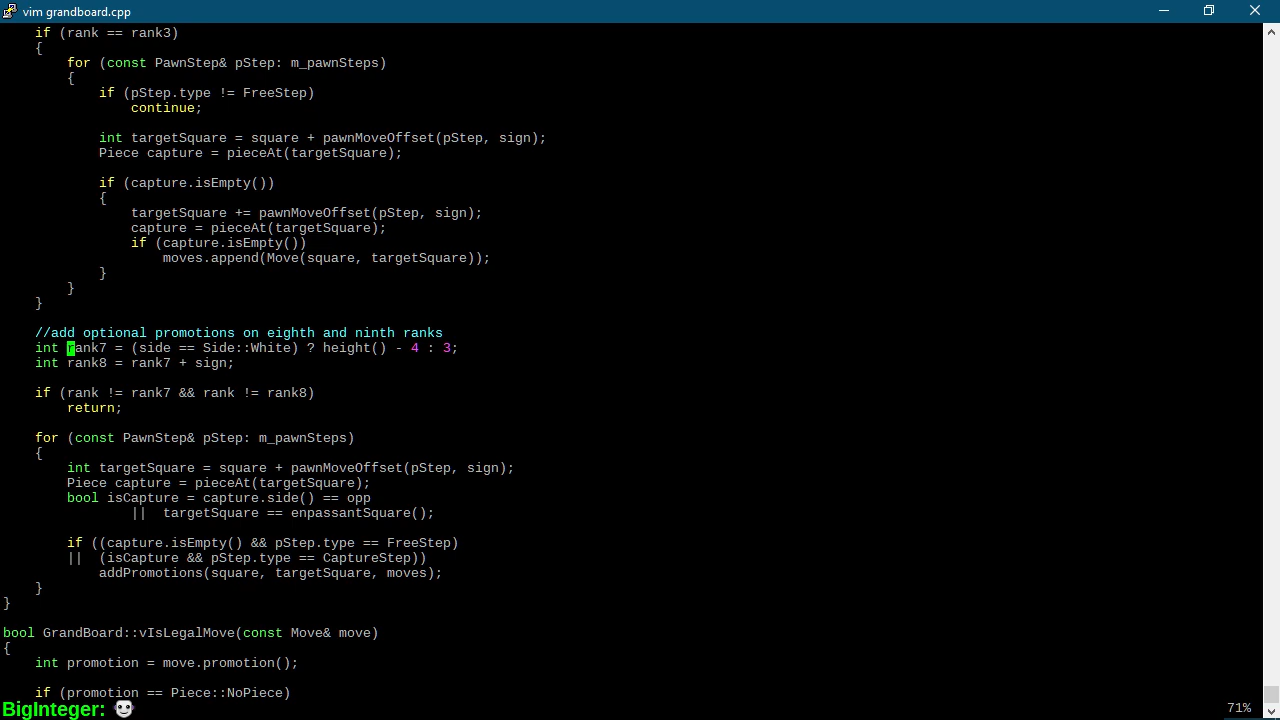 vim grandboard.cpp
if (rank == rank3)
{
for (const PawnStep& pStep: m_pawnSteps)
{
if (pStep.type != FreeStep)
continue;
int targetSquare = square + pawnMoveOffset(pStep, sign);
Piece capture = pieceAt(targetSquare);
if (capture.isEmpty())
{
targetSquare += pawnMoveOffset(pStep, sign);
capture = pieceAt(targetSquare);
if (capture.isEmpty())
moves.append(Move(square, targetSquare));
}
}
}
//add optional promotions on eighth and ninth ranks
int rank7 = (side == Side::White) ? height() - 4 : 3;
int rank8 = rank7 + sign;
if (rank != rank7 && rank != rank8)
return;
for (const PawnStep& pStep: m_pawnSteps)
{
int targetSquare = square + pawnMoveOffset(pStep, sign);
Piece capture = pieceAt(targetSquare);
bool isCapture = capture.side() == opp
||  targetSquare == enpassantSquare();
if ((capture.isEmpty() && pStep.type == FreeStep)
||  (isCapture && pStep.type == CaptureStep))
addPromotions(square, targetSquare, moves);
}
}
bool GrandBoard::vIsLegalMove(const Move& move)
{
int promotion = move.promotion();
if (promotion == Piece::NoPiece)
BigInteger:
71%